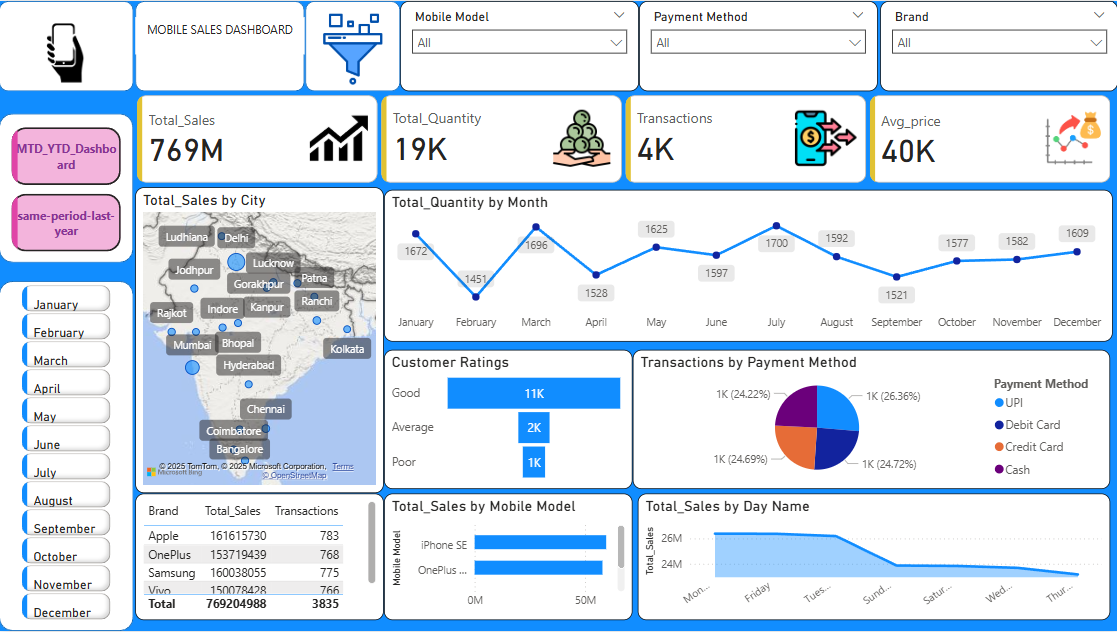 MOBILE SALES DASHBOARD
Mobile Model
All
Payment Method
All
Brand
All
MTD_YTD_Dashbo
ard
same-period-last-
year
January
February
March
April
May
June
July
August
September
October
November
December
Total_Sales
769M
Total_Quantity
19K
Transactions
4K
Avg_price
40K
Total_Sales by City
Ludhiana
Delhi
Jodhpur
Lucknow
Gorakhpur
Patna
Rajkot
Indore
Kanpur
Ranchi
Mumbai
Bhopal
Kolkata
Hyderabad
Chennai
Coimbatore
Bangalore
© 2025 TomTom, © 2025 Microsoft Corporation, Terms
Microsoft Bing
© OpenStreetMap
Total_Quantity by Month
1672
1451
1696
1528
1625
1597
1700
1592
1521
1577
1582
1609
January February March April May June July August September October November December
Customer Ratings
Good 11K
Average 2K
Poor 1K
Transactions by Payment Method
1K (24.22%)
1K (26.36%)
1K (24.69%)
1K (24.72%)
Payment Method
UPI
Debit Card
Credit Card
Cash
Brand Total_Sales Transactions
Apple 161615730 783
OnePlus 153719439 768
Samsung 160038055 775
Vivo 150078428 766
Total 769204988 3835
Total_Sales by Mobile Model
Mobile Model
iPhone SE
OnePlus ...
0M 50M
Total_Sales by Day Name
Total_Sales
26M
24M
Mon... Friday Tues... Sund... Satur... Wed... Thur...